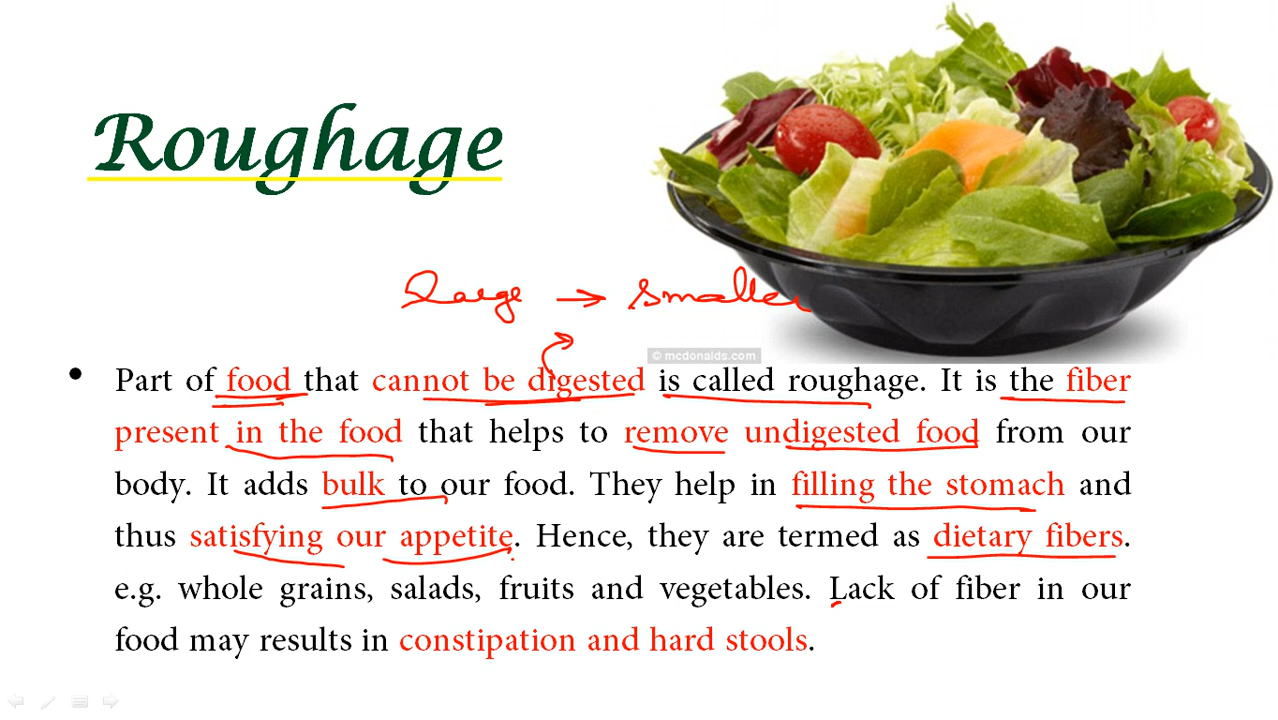 Roughage
Large → Smaller
© mcdonalds.com
• Part of food that cannot be digested is called roughage. It is the fiber
present in the food that helps to remove undigested food from our
body. It adds bulk to our food. They help in filling the stomach and
thus satisfying our appetite. Hence, they are termed as dietary fibers.
e.g. whole grains, salads, fruits and vegetables. Lack of fiber in our
food may results in constipation and hard stools.